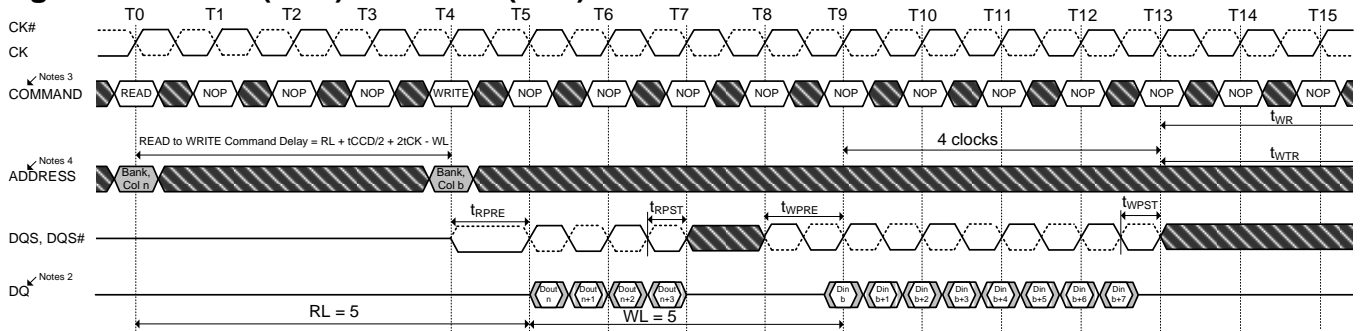 T0 T1 T2 T3 T4 T5 T6 T7 T8 T9 T10 T11 T12 T13 T14 T15
CK#
CK
Notes 3
COMMAND READ NOP NOP NOP WRITE NOP NOP NOP NOP NOP NOP NOP NOP NOP NOP NOP
tWR
READ to WRITE Command Delay = RL + tCCD/2 + 2tCK - WL
4 clocks
tWTR
Notes 4
ADDRESS
Bank, Col n
Bank, Col b
tRPRE tRPST tWPRE tWPST
DQS, DQS#
Notes 2
DQ
Dout n
Dout n+1
Dout n+2
Dout n+3
Din b
Din b+1
Din b+2
Din b+3
Din b+4
Din b+5
Din b+6
Din b+7
RL = 5 WL = 5